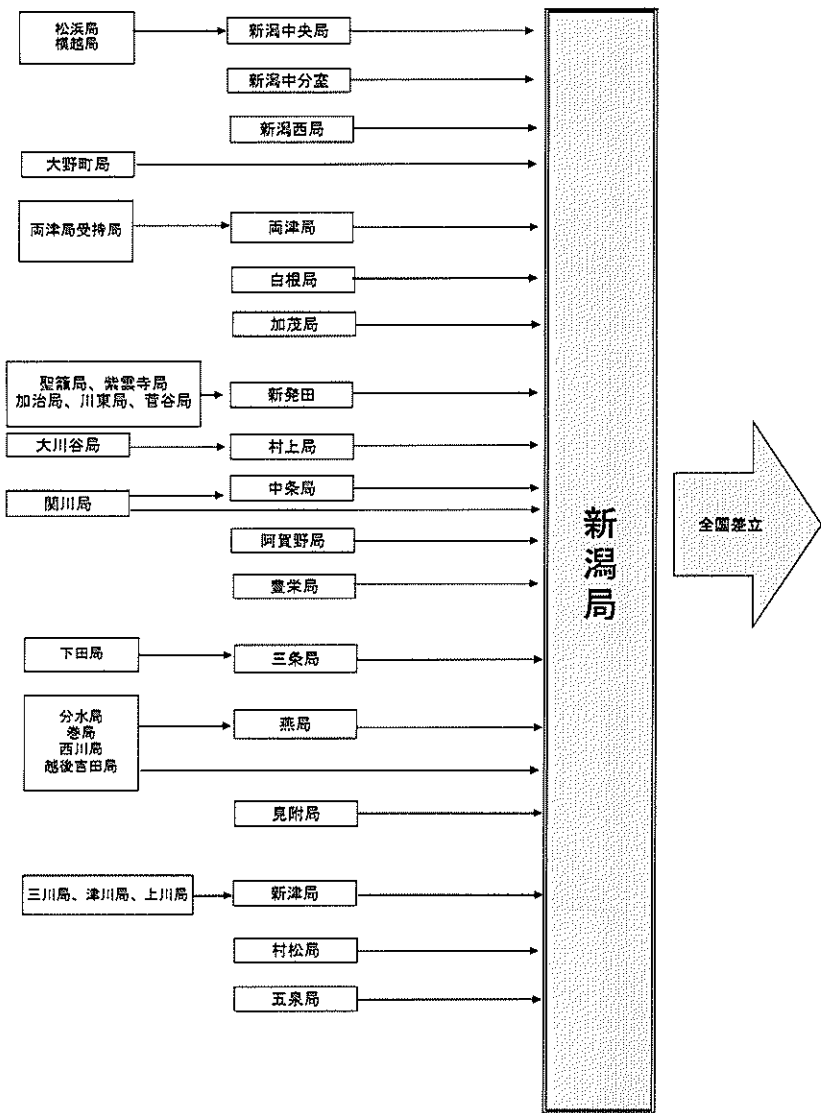 松浜局
横越局
新潟中央局
新潟中分室
新潟西局
大野町局
両津局受持局
両津局
白根局
加茂局
聖籠局、紫雲寺局
加治局、川東局、菅谷局
新発田
大川谷局
村上局
中条局
関川局
阿賀野局
豊栄局
下田局
三条局
分水局
巻局
西川局
越後吉田局
燕局
見附局
三川局、津川局、上川局
新津局
村松局
五泉局
新潟局
全国差立